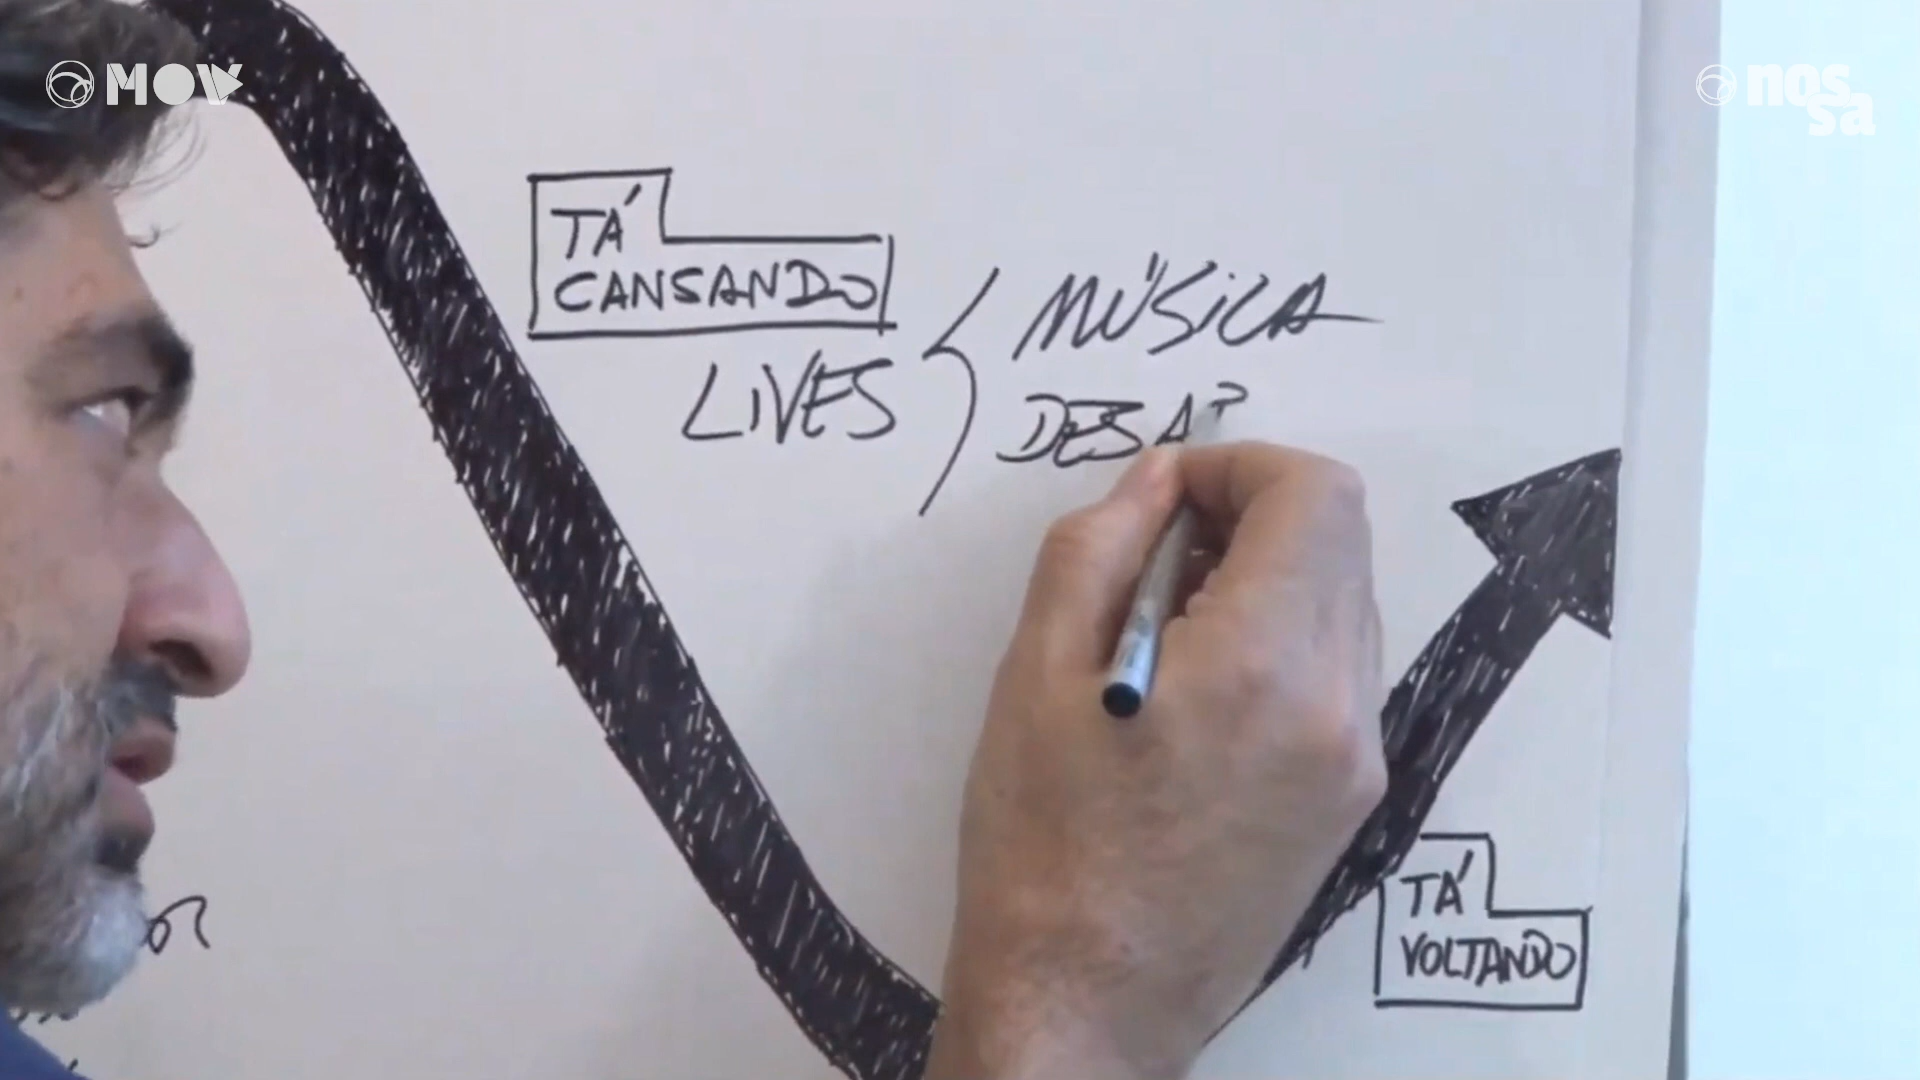 MOV
nossa
TÁ
CANSANDO
LIVES
MÚSICA
TÁ
VOLTANDO